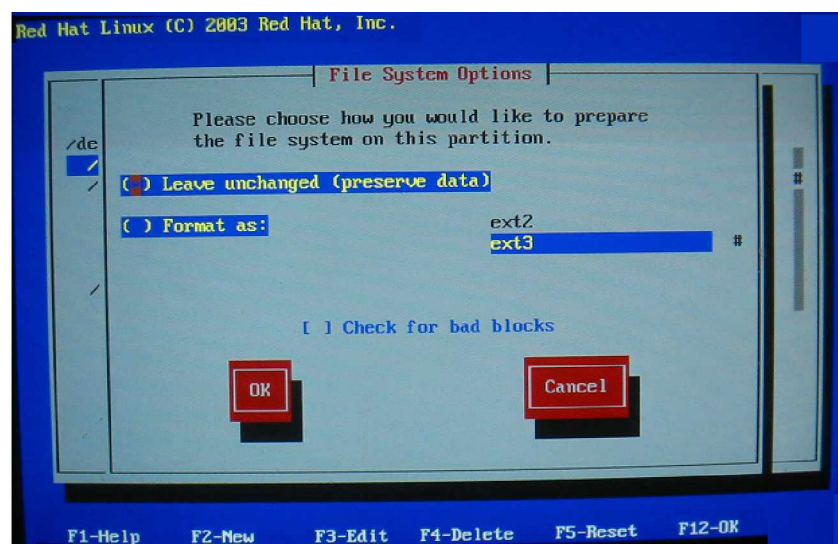 Red Hat Linux (C) 2003 Red Hat, Inc.
File System Options
Please choose how you would like to prepare
the file system on this partition.
/de
/
/
(*) Leave unchanged (preserve data)
#
( ) Format as:
ext2
ext3 #
/
[ ] Check for bad blocks
OK Cancel
F1-Help F2-New F3-Edit F4-Delete F5-Reset F12-OK